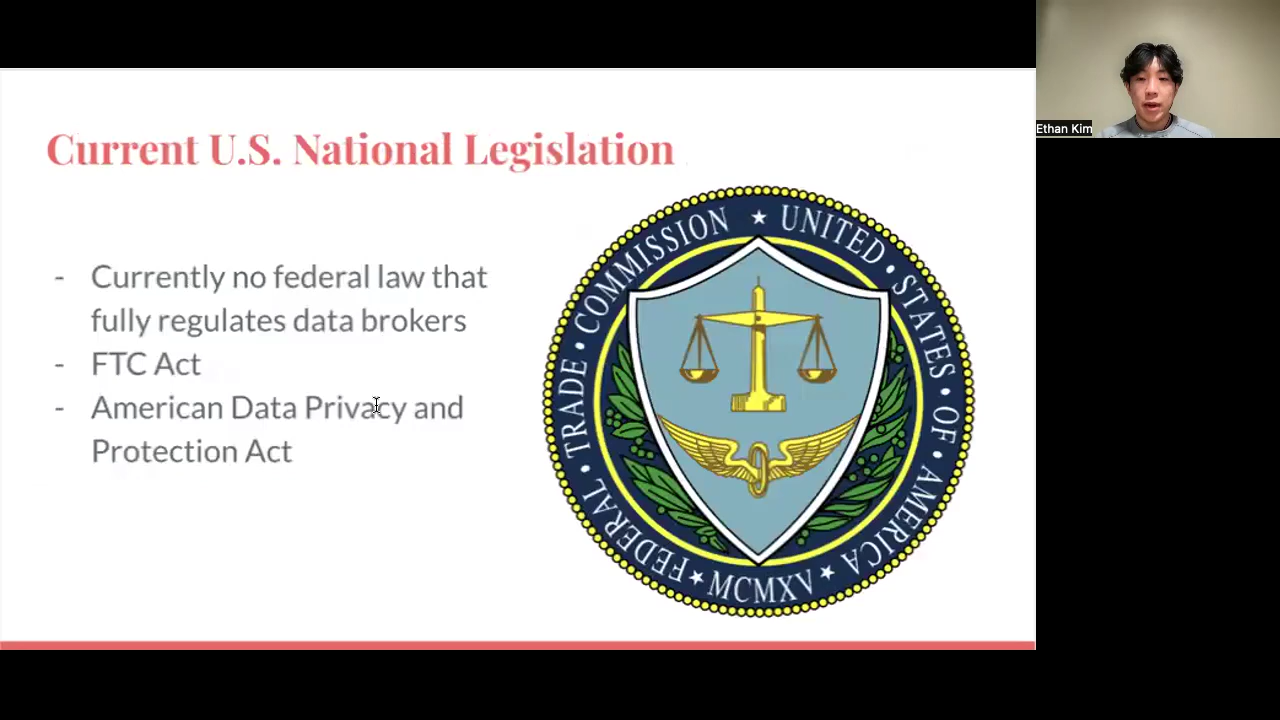 Current U.S. National Legislation
- Currently no federal law that
fully regulates data brokers
- FTC Act
- American Data Privacy and
Protection Act
FEDERAL • TRADE • COMMISSION ★ UNITED • STATES • OF • AMERICA ★ MCMXV ★
Ethan Kim